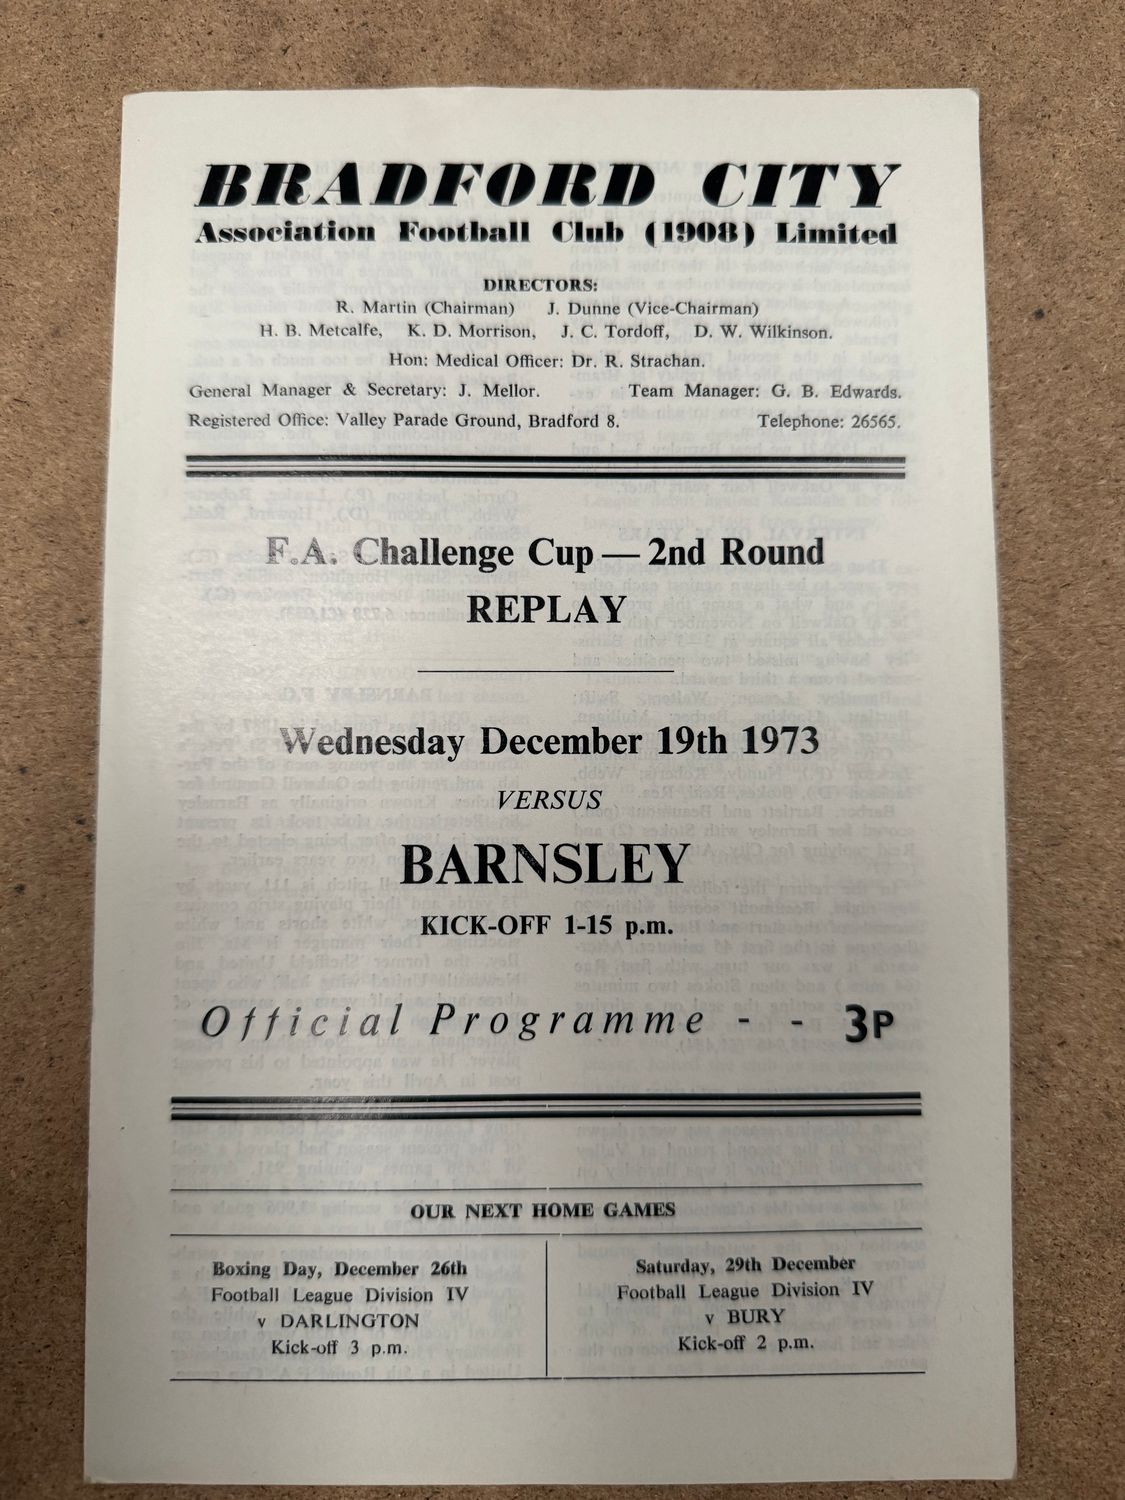 BRADFORD CITY
Association Football Club (1908) Limited
DIRECTORS:
R. Martin (Chairman) J. Dunne (Vice-Chairman)
H. B. Metcalfe, K. D. Morrison, J. C. Tordoff, D. W. Wilkinson.
Hon: Medical Officer: Dr. R. Strachan.
General Manager & Secretary: J. Mellor. Team Manager: G. B. Edwards.
Registered Office: Valley Parade Ground, Bradford 8. Telephone: 26565.
F.A. Challenge Cup — 2nd Round
REPLAY
Wednesday December 19th 1973
VERSUS
BARNSLEY
KICK-OFF 1-15 p.m.
Official Programme - - 3P
OUR NEXT HOME GAMES
Boxing Day, December 26th
Football League Division IV
v DARLINGTON
Kick-off 3 p.m.
Saturday, 29th December
Football League Division IV
v BURY
Kick-off 2 p.m.